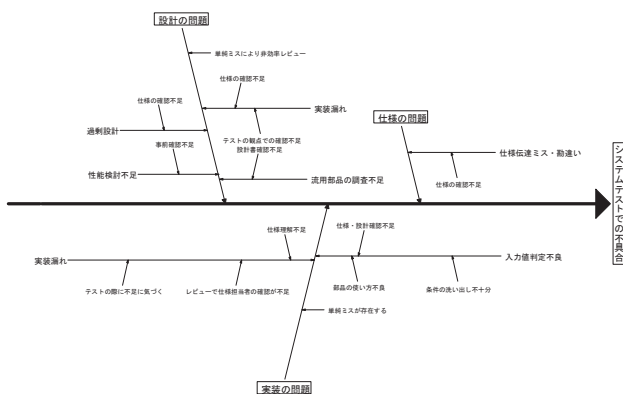 設計の問題
単純ミスにより非効率レビュー
仕様の確認不足
実装漏れ
仕様の確認不足
過剰設計
テストの観点での確認不足
設計書確認不足
事前確認不足
性能検討不足
流用部品の調査不足
仕様の問題
仕様伝達ミス・勘違い
仕様の確認不足
システムテストでの不具合
仕様理解不足
仕様・設計確認不足
実装漏れ
入力値判定不良
テストの際に不足に気づく
レビューで仕様担当者の確認が不足
部品の使い方不良
条件の洗い出し不十分
単純ミスが存在する
実装の問題